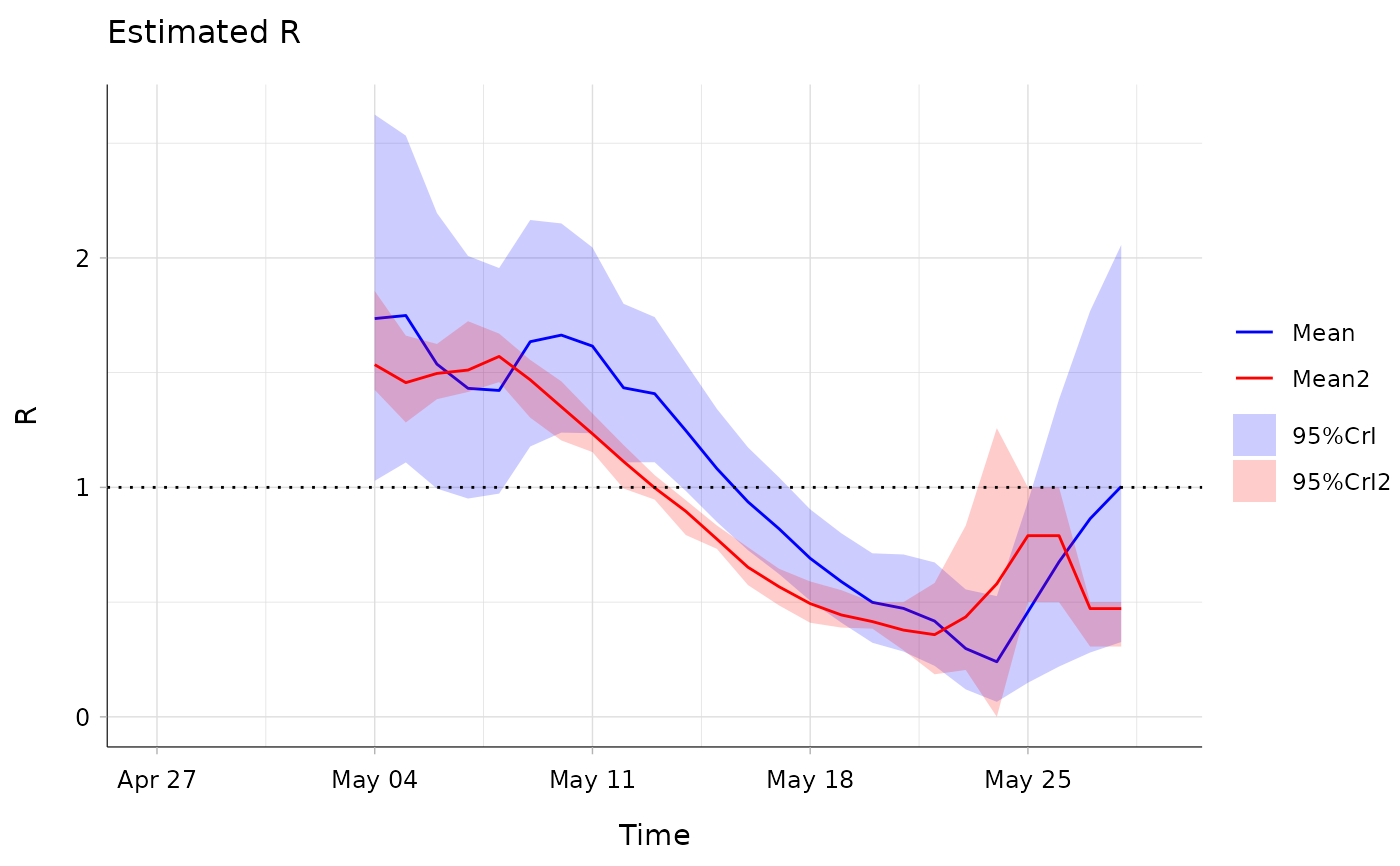 Estimated R
R
2
1
0
Apr 27
May 04
May 11
May 18
May 25
Time
Mean
Mean2
95%CrI
95%CrI2